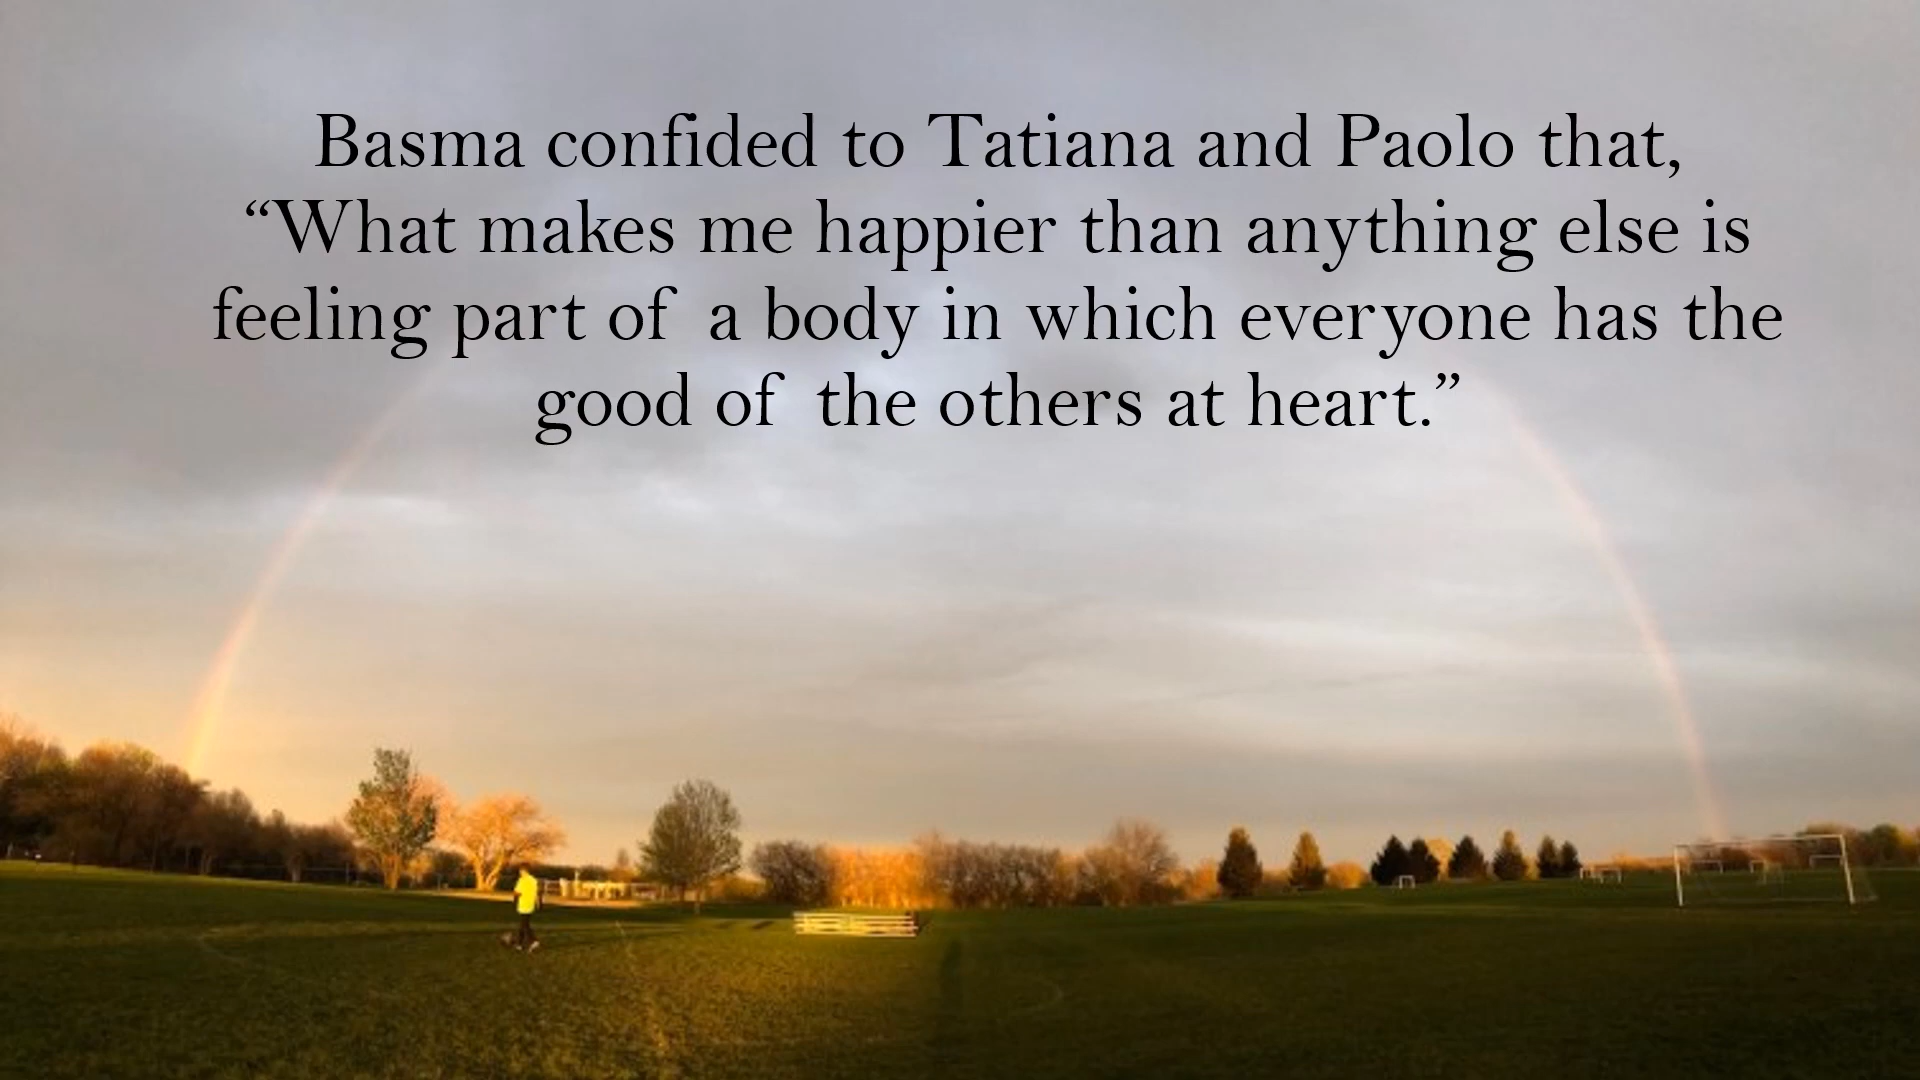 Basma confided to Tatiana and Paolo that,
“What makes me happier than anything else is
feeling part of a body in which everyone has the
good of the others at heart.”